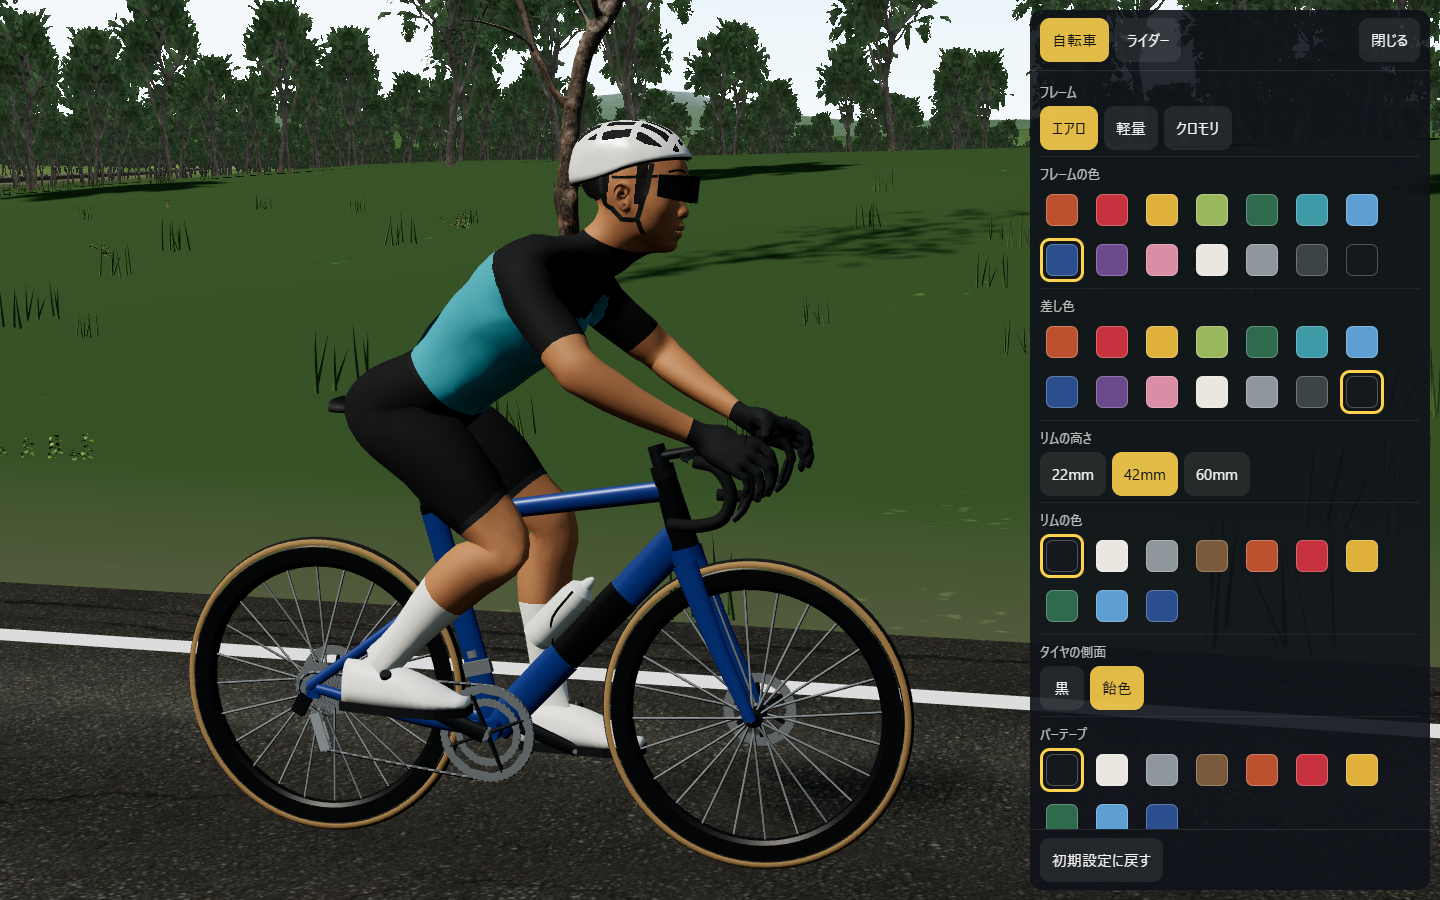 自転車 ライダー 閉じる
フレーム
エアロ 軽量 クロモリ
フレームの色
差し色
リムの高さ
22mm 42mm 60mm
リムの色
タイヤの側面
黒 飴色
バーテープ
初期設定に戻す